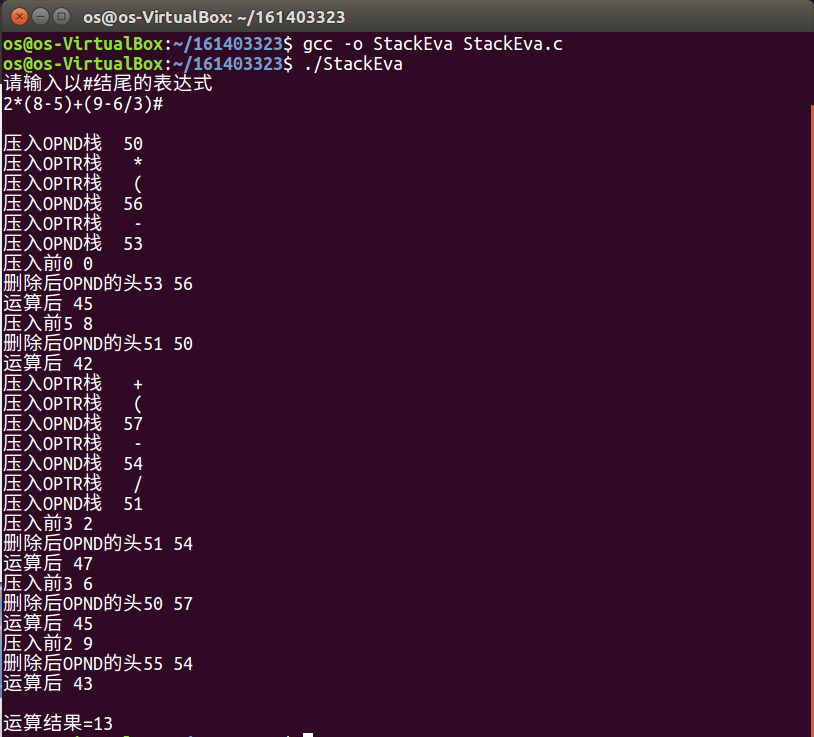 os@os-VirtualBox: ~/161403323
os@os-VirtualBox:~/161403323$ gcc -o StackEva StackEva.c
os@os-VirtualBox:~/161403323$ ./StackEva
请输入以#结尾的表达式
2*(8-5)+(9-6/3)#
压入OPND栈  50
压入OPTR栈   *
压入OPTR栈   (
压入OPND栈  56
压入OPTR栈   -
压入OPND栈  53
压入前0 0
删除后OPND的头53 56
运算后 45
压入前5 8
删除后OPND的头51 50
运算后 42
压入OPTR栈   +
压入OPTR栈   (
压入OPND栈  57
压入OPTR栈   -
压入OPND栈  54
压入OPTR栈   /
压入OPND栈  51
压入前3 2
删除后OPND的头51 54
运算后 47
压入前3 6
删除后OPND的头50 57
运算后 45
压入前2 9
删除后OPND的头55 54
运算后 43
运算结果=13